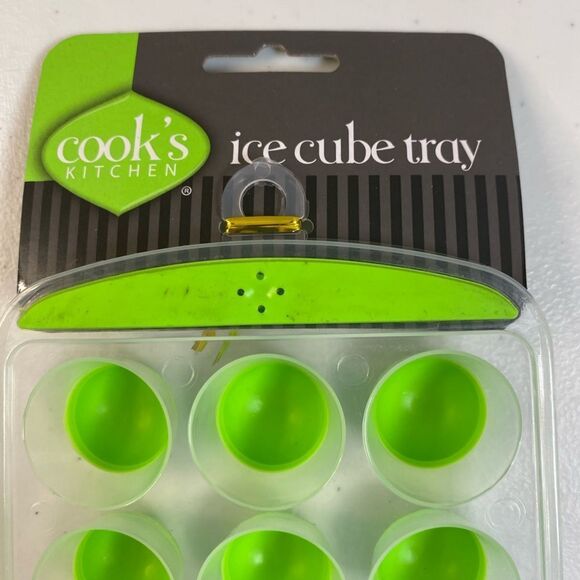 cook's
KITCHEN
®
ice cube tray